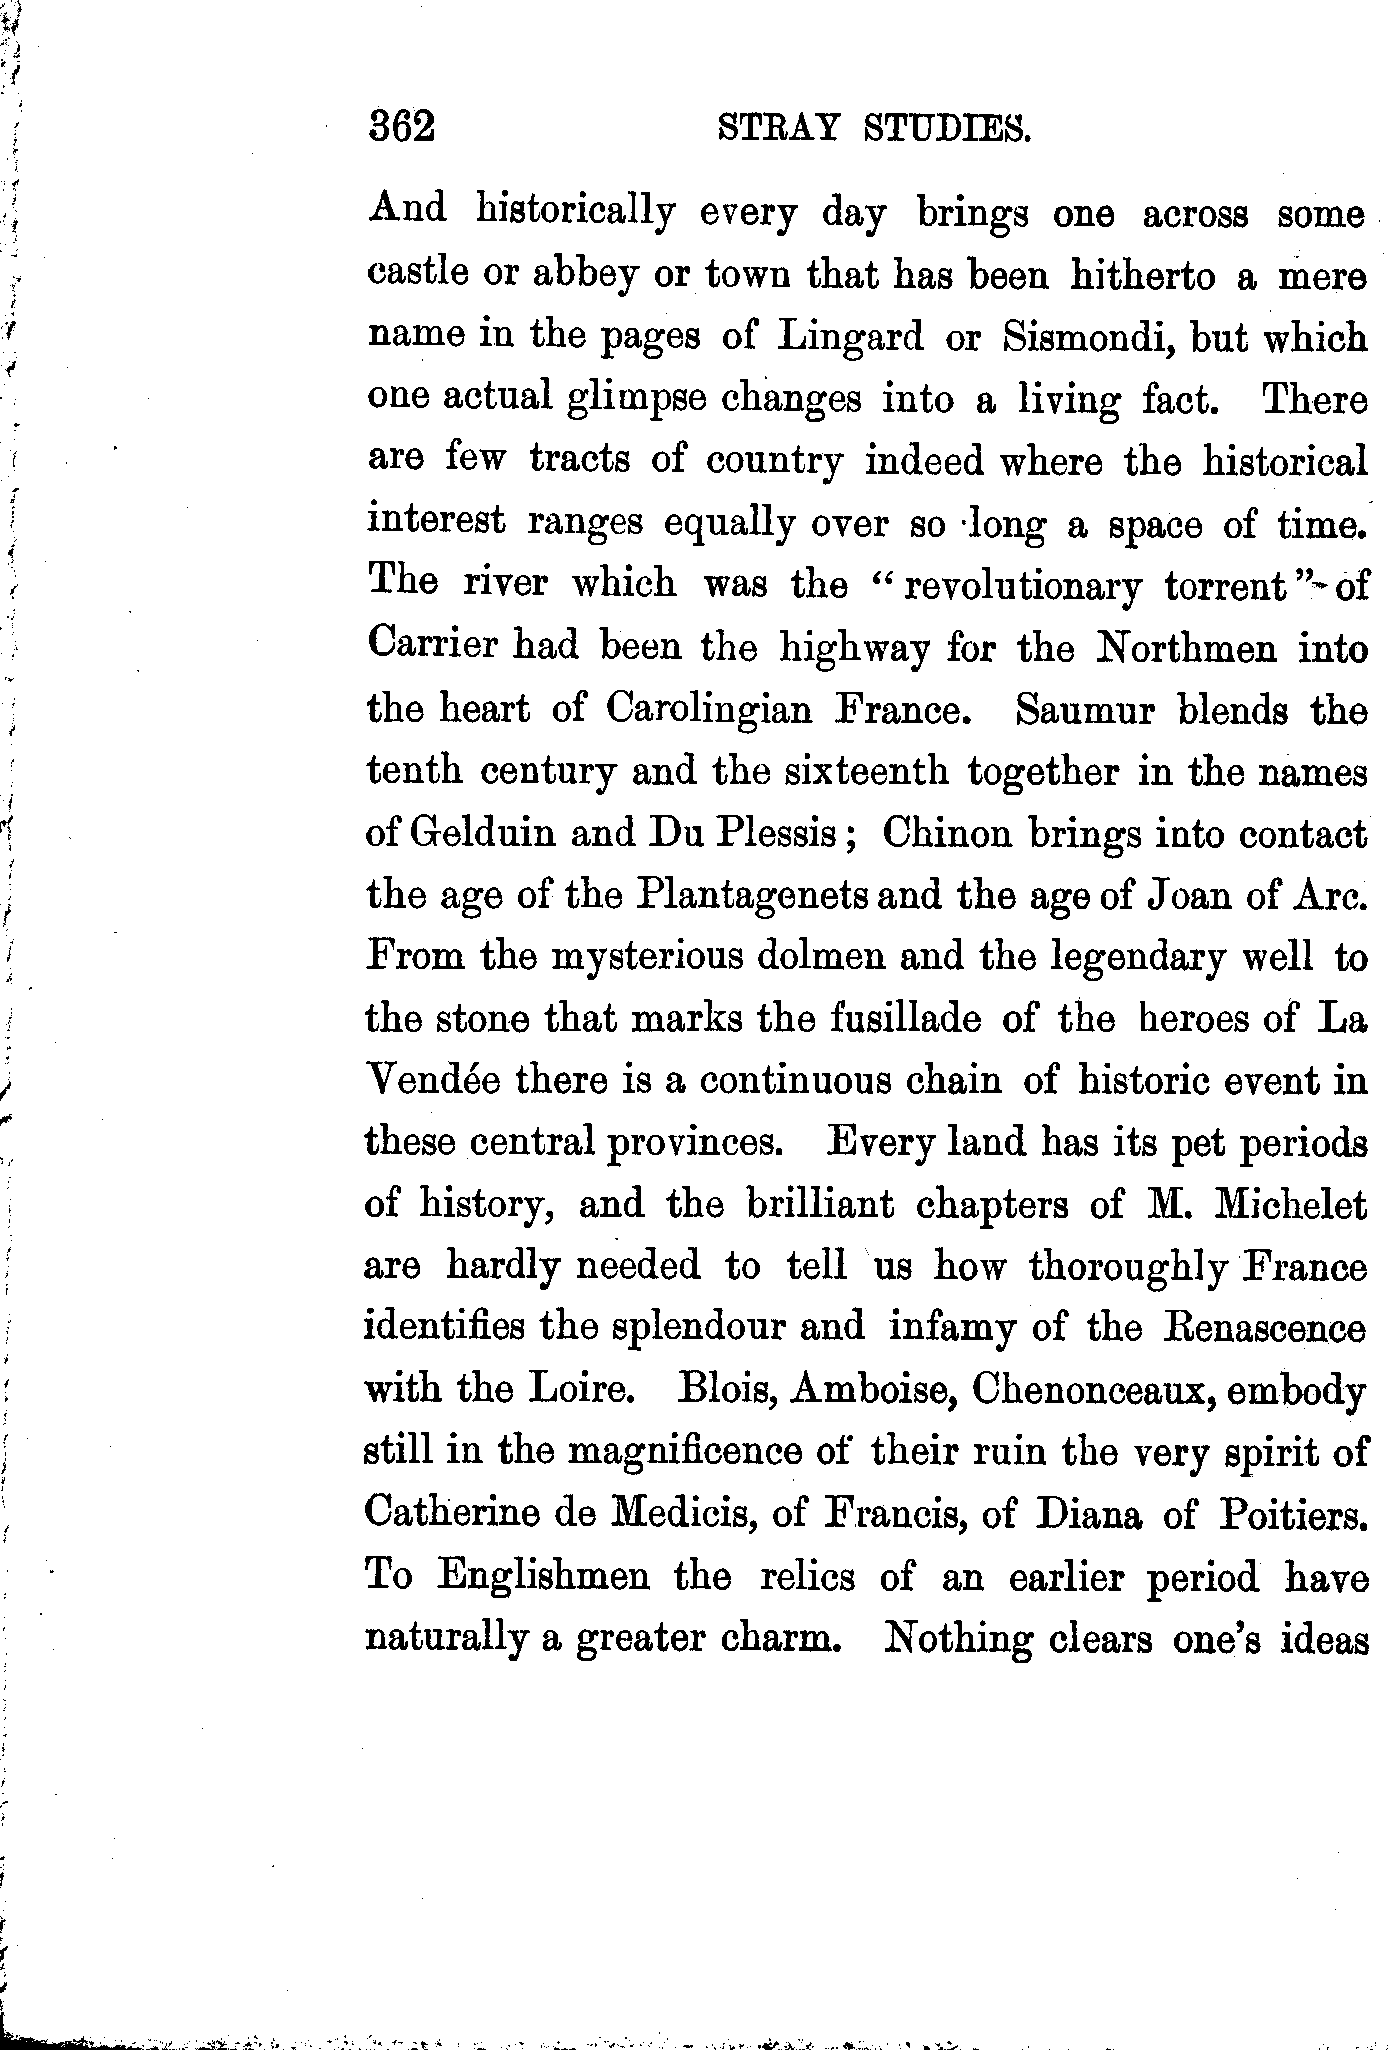 362 STRAY STUDIES.
And historically every day brings one across some
castle or abbey or town that has been hitherto a mere
name in the pages of Lingard or Sismondi, but which
one actual glimpse changes into a living fact. There
are few tracts of country indeed where the historical
interest ranges equally over so long a space of time.
The river which was the “revolutionary torrent” of
Carrier had been the highway for the Northmen into
the heart of Carolingian France. Saumur blends the
tenth century and the sixteenth together in the names
of Gelduin and Du Plessis; Chinon brings into contact
the age of the Plantagenets and the age of Joan of Arc.
From the mysterious dolmen and the legendary well to
the stone that marks the fusillade of the heroes of La
Vendée there is a continuous chain of historic event in
these central provinces. Every land has its pet periods
of history, and the brilliant chapters of M. Michelet
are hardly needed to tell us how thoroughly France
identifies the splendour and infamy of the Renascence
with the Loire. Blois, Amboise, Chenonceaux, embody
still in the magnificence of their ruin the very spirit of
Catherine de Medicis, of Francis, of Diana of Poitiers.
To Englishmen the relics of an earlier period have
naturally a greater charm. Nothing clears one's ideas